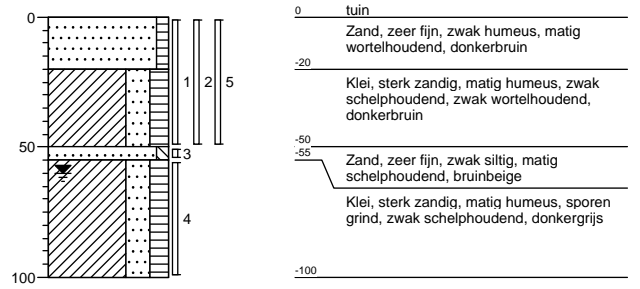 0
50
100
1
2
5
3
4
0
tuin
Zand, zeer fijn, zwak humeus, matig
wortelhoudend, donkerbruin
-20
Klei, sterk zandig, matig humeus, zwak
schelphoudend, zwak wortelhoudend,
donkerbruin
-50
Zand, zeer fijn, zwak siltig, matig
schelphoudend, bruinbeige
-55
Klei, sterk zandig, matig humeus, sporen
grind, zwak schelphoudend, donkergrijs
-100